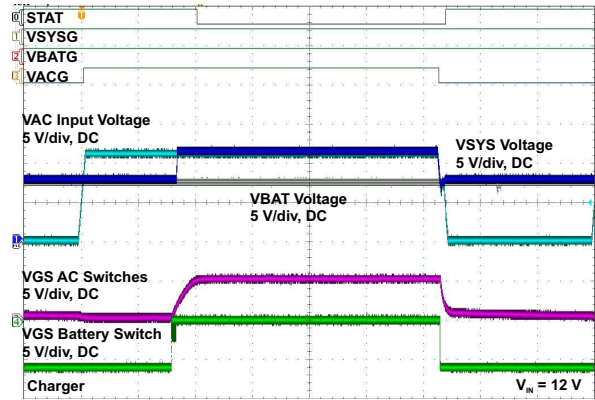 STAT
VSYSG
VBATG
VACG
VAC Input Voltage
5 V/div, DC
VSYS Voltage
5 V/div, DC
VBAT Voltage
5 V/div, DC
VGS AC Switches
5 V/div, DC
VGS Battery Switch
5 V/div, DC
Charger
VIN = 12 V